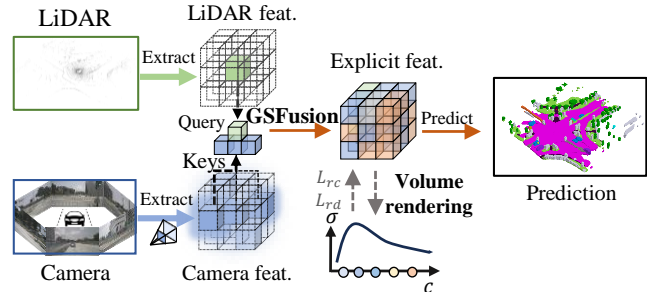 LiDAR
LiDAR feat.
Extract
Explicit feat.
Query
GSFusion
Predict
Keys
Extract
L_rc
L_rd
Volume
rendering
Prediction
σ
Camera
Camera feat.
C